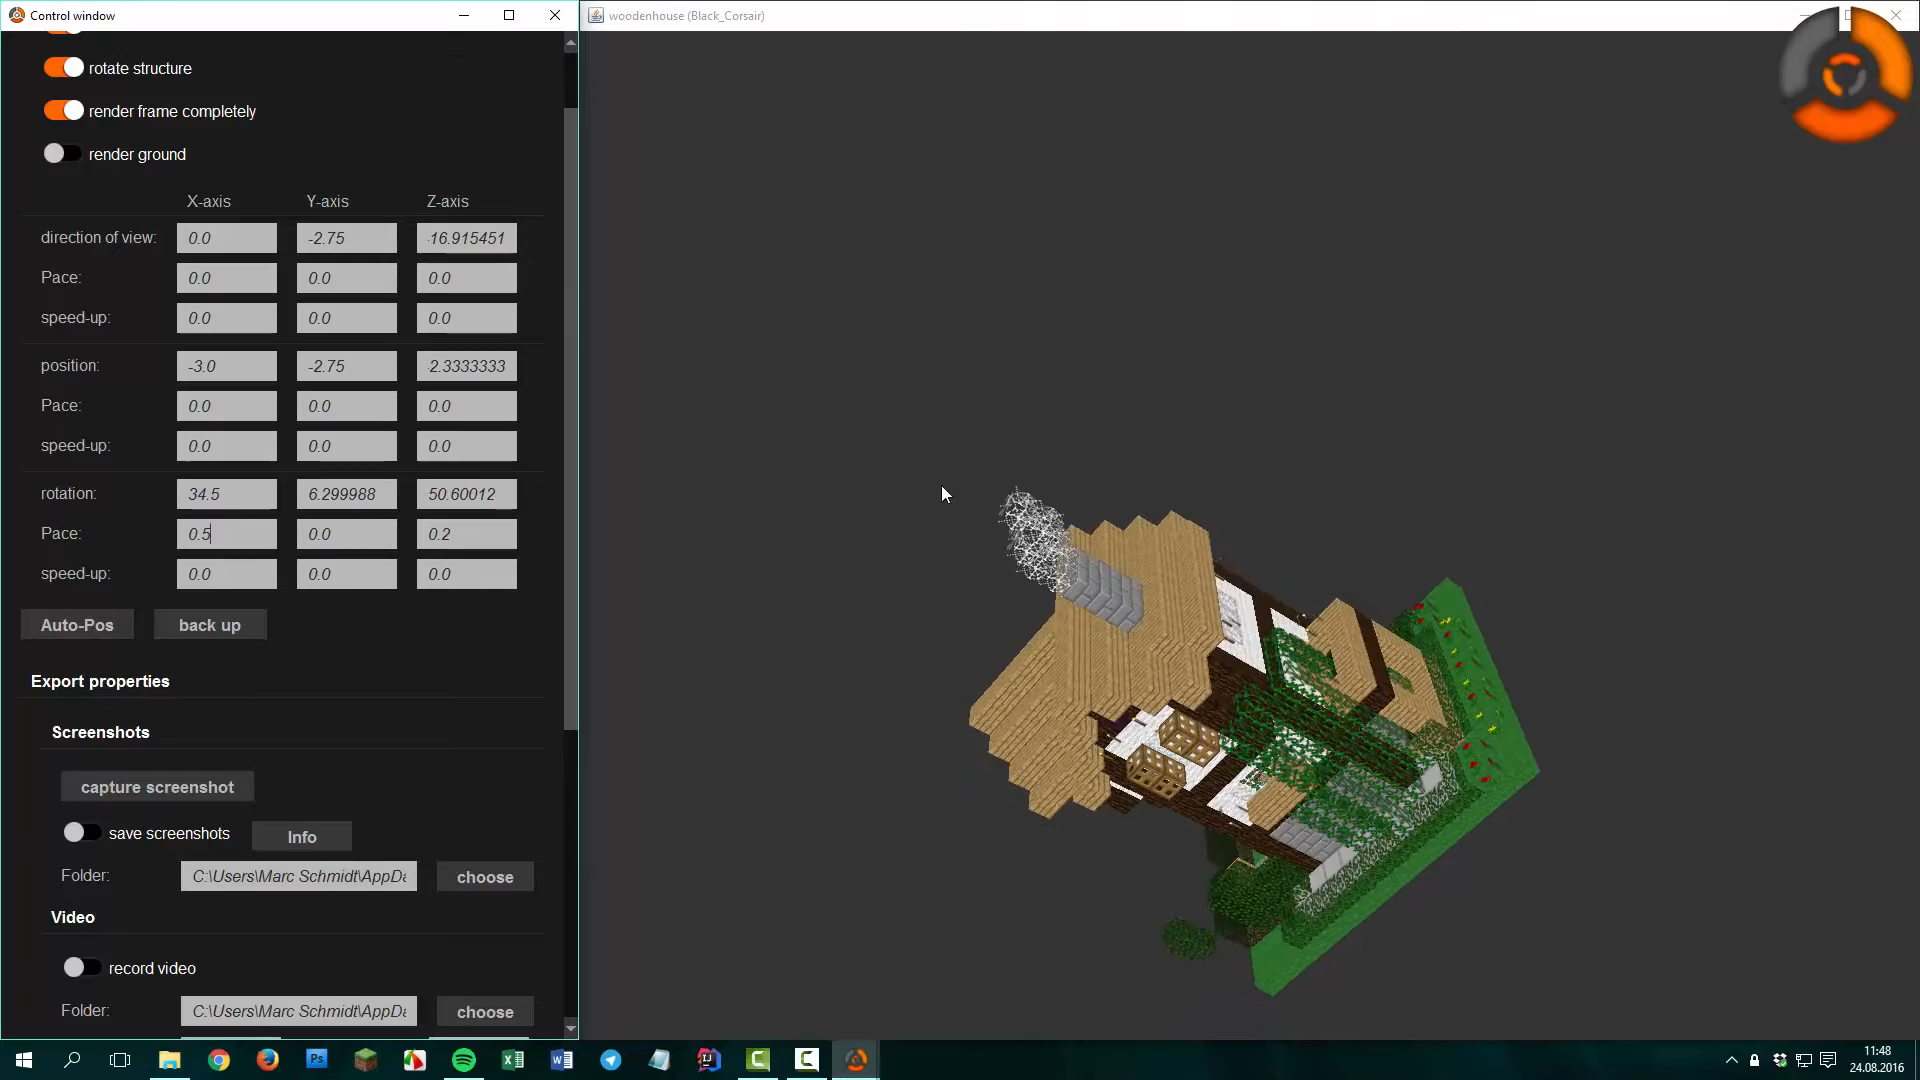 Control window
woodenhouse (Black_Corsair)
rotate structure
render frame completely
render ground
X-axis Y-axis Z-axis
direction of view: 0.0 -2.75 -16.915451
Pace: 0.0 0.0 0.0
speed-up: 0.0 0.0 0.0
position: -3.0 -2.75 -2.3333333
Pace: 0.0 0.0 0.0
speed-up: 0.0 0.0 0.0
rotation: 34.5 6.299988 50.60012
Pace: 0.5 0.0 0.2
speed-up: 0.0 0.0 0.0
Auto-Pos back up
Export properties
Screenshots
capture screenshot
save screenshots Info
Folder: C:\Users\Marc Schmidt\AppDa choose
Video
record video
Folder: C:\Users\Marc Schmidt\AppDa choose
11:48
24.08.2016